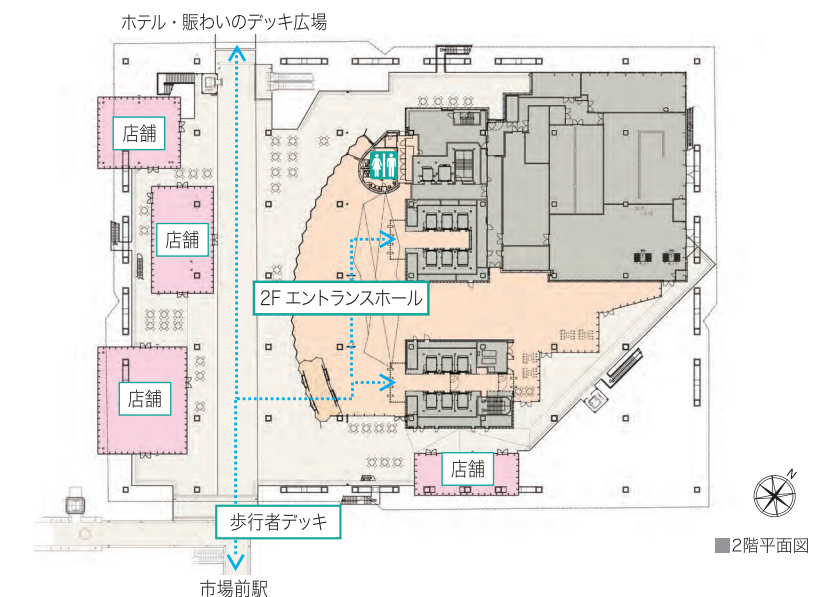 ホテル・賑わいのデッキ広場
店舗
店舗
2F エントランスホール
店舗
店舗
歩行者デッキ
市場前駅
N
■2階平面図